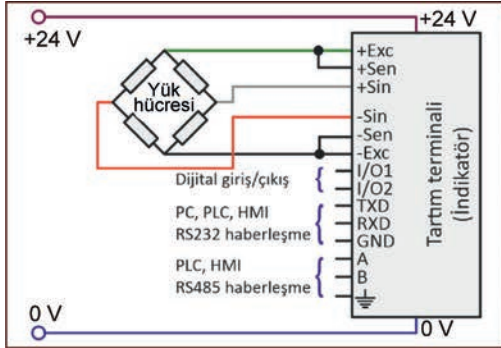 +24 V
+24 V
+Exc
+Sen
+Sin
Yük
hücresi
-Sin
-Sen
-Exc
Dijital giriş/çıkış
I/O1
I/O2
PC, PLC, HMI
RS232 haberleşme
TXD
RXD
GND
PLC, HMI
RS485 haberleşme
A
B
Tartım terminali
(İndikatör)
0 V
0 V